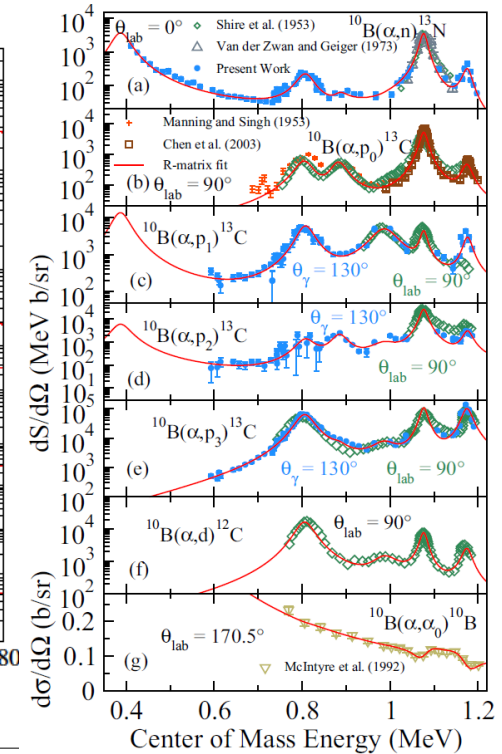 θlab = 0°
Shire et al. (1953)
Van der Zwan and Geiger (1973)
Present Work
¹⁰B(α,n)¹³N
10⁴
10³
10²
(a)
Manning and Singh (1953)
Chen et al. (2003)
R-matrix fit
¹⁰B(α,p₀)¹³C
10⁴
10³
10²
(b)
θlab = 90°
¹⁰B(α,p₁)¹³C
10⁴
10³
10²
(c)
θγ = 130°
θlab = 90°
¹⁰B(α,p₂)¹³C
θγ = 130°
10⁴
10³
10²
10¹
(d)
θlab = 90°
¹⁰B(α,p₃)¹³C
10⁵
10⁴
10³
10²
(e)
θγ = 130°
θlab = 90°
¹⁰B(α,d)¹²C
θlab = 90°
10⁴
10³
10²
(f)
¹⁰B(α,α₀)¹⁰B
θlab = 170.5°
McIntyre et al. (1992)
0.2
0.1
0
(g)
dS/dΩ (MeV b/sr)
dσ/dΩ (b/sr)
80
0.4 0.6 0.8 1 1.2
Center of Mass Energy (MeV)